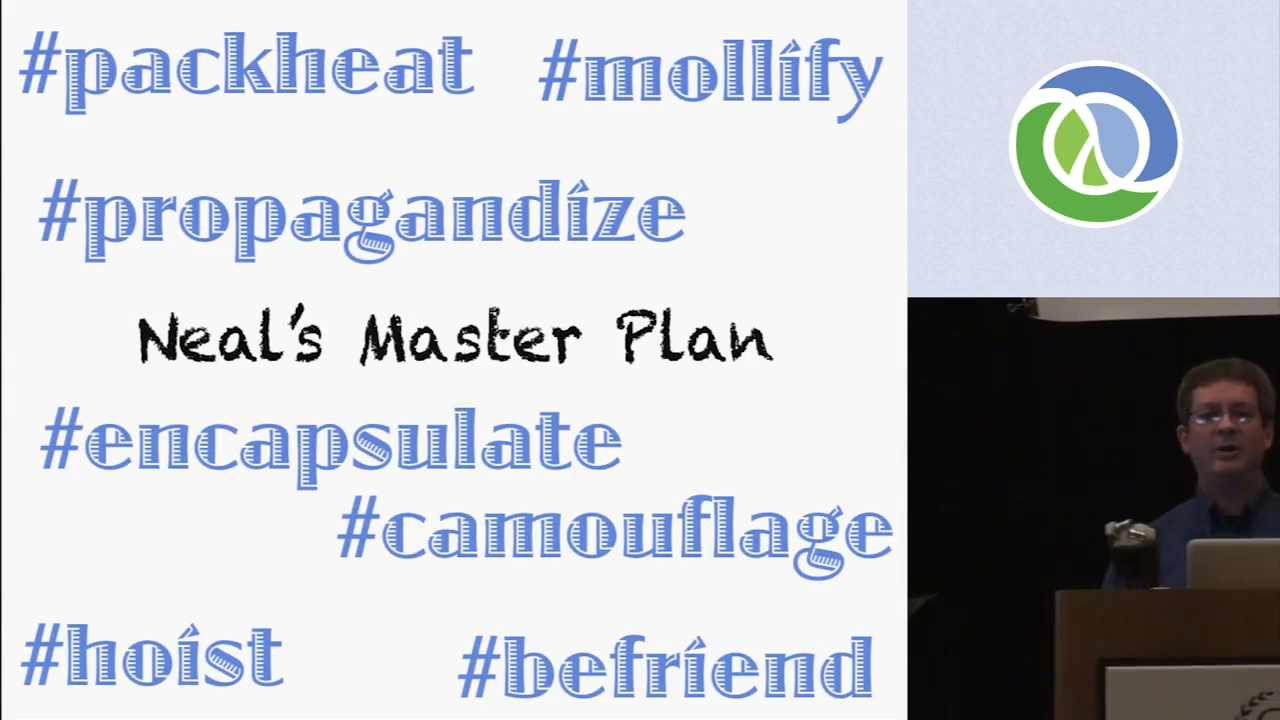 #packheat #mollify
#propagandize
Neal's Master Plan
#encapsulate
#camouflage
#hoist #befriend